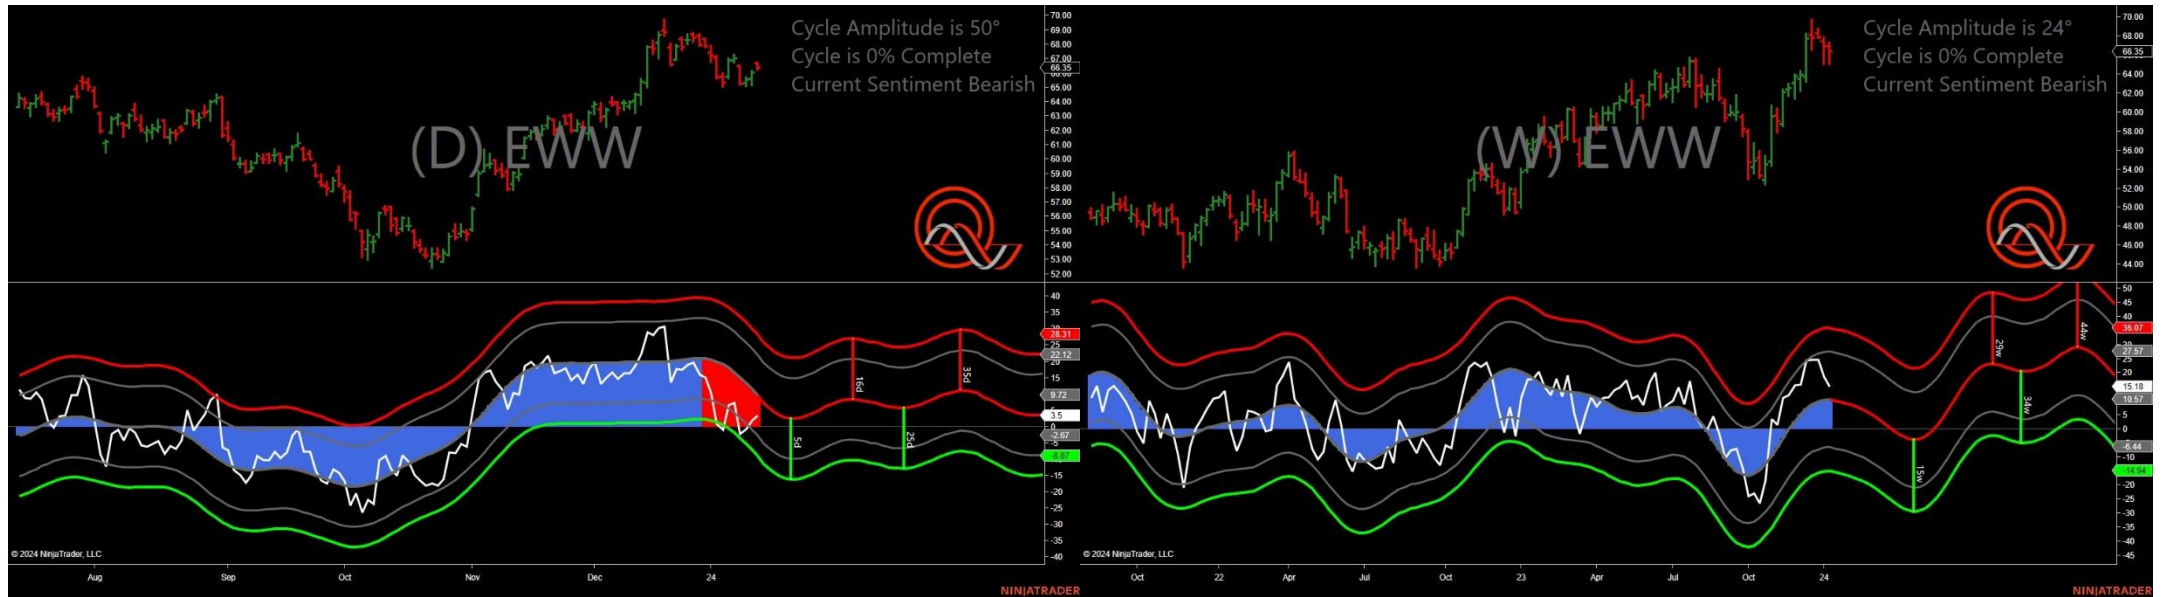 Cycle Amplitude is 50°
Cycle is 0% Complete
Current Sentiment Bearish
(D) EWW
70.00
69.00
68.00
67.00
66.35
65.00
64.00
63.00
62.00
61.00
60.00
59.00
58.00
57.00
56.00
55.00
54.00
53.00
52.00
40
35
28.31
22.12
20
15
9.72
3.5
-2.67
-8.87
-15
-20
-25
-30
-35
-40
5d
16d
25d
35d
© 2024 NinjaTrader, LLC
Aug
Sep
Oct
Nov
Dec
24
NINJATRADER
Cycle Amplitude is 24°
Cycle is 0% Complete
Current Sentiment Bearish
(W) EWW
70.00
68.00
66.35
64.00
62.00
60.00
58.00
56.00
54.00
52.00
50.00
48.00
46.00
44.00
50
45
40
36.07
27.57
25
20
15.18
10.57
5
0
-6.44
-10
-14.94
-20
-25
-30
-35
-40
-45
15w
29w
34w
44w
© 2024 NinjaTrader, LLC
Oct
22
Apr
Jul
Oct
23
Apr
Jul
Oct
24
NINJATRADER